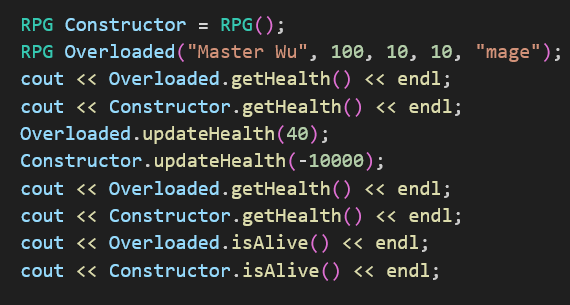 RPG Constructor = RPG();
RPG Overloaded("Master Wu", 100, 10, 10, "mage");
cout << Overloaded.getHealth() << endl;
cout << Constructor.getHealth() << endl;
Overloaded.updateHealth(40);
Constructor.updateHealth(-10000);
cout << Overloaded.getHealth() << endl;
cout << Constructor.getHealth() << endl;
cout << Overloaded.isAlive() << endl;
cout << Constructor.isAlive() << endl;